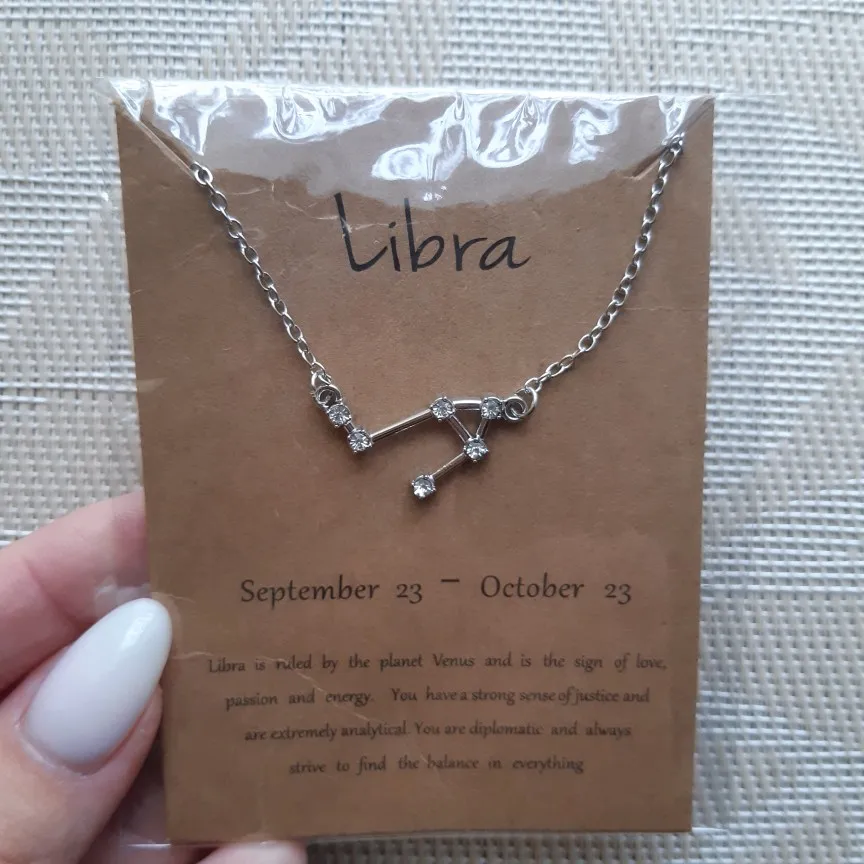 Libra
September 23 - October 23
Libra is ruled by the planet Venus and is the sign of love,
passion and energy. You have a strong sense of justice and
are extremely analytical. You are diplomatic and always
strive to find the balance in everything